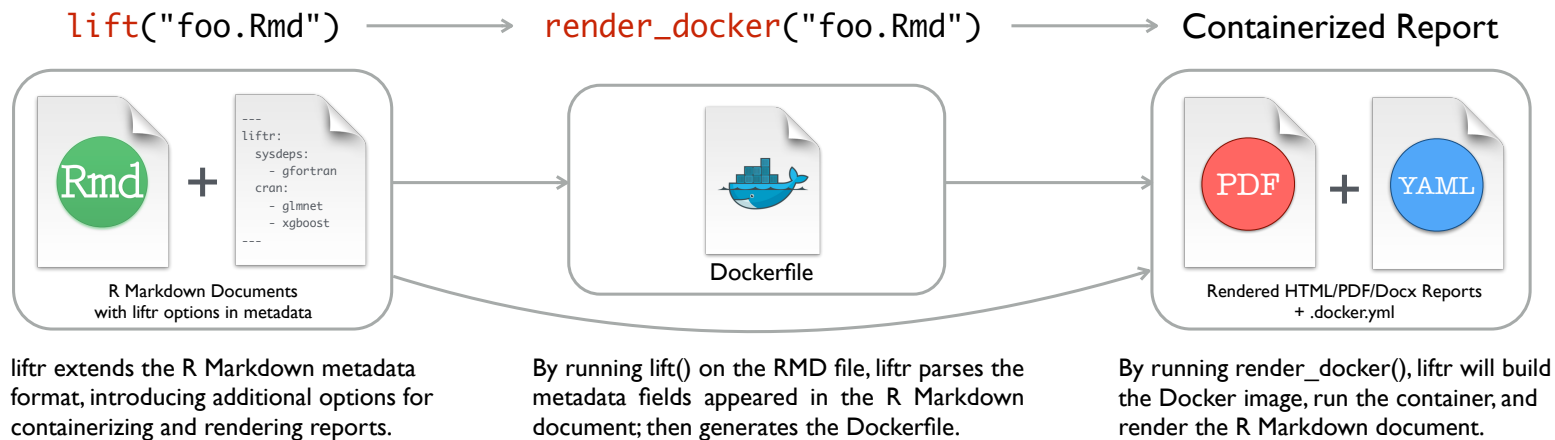 lift("foo.Rmd")
render_docker("foo.Rmd")
Containerized Report
Rmd
+
---
liftr:
  sysdeps:
    - gfortran
  cran:
    - glmnet
    - xgboost
---
R Markdown Documents
with liftr options in metadata
Dockerfile
PDF
+
YAML
Rendered HTML/PDF/Docx Reports
+ .docker.yml
liftr extends the R Markdown metadata
format, introducing additional options for
containerizing and rendering reports.
By running lift() on the RMD file, liftr parses the
metadata fields appeared in the R Markdown
document; then generates the Dockerfile.
By running render_docker(), liftr will build
the Docker image, run the container, and
render the R Markdown document.